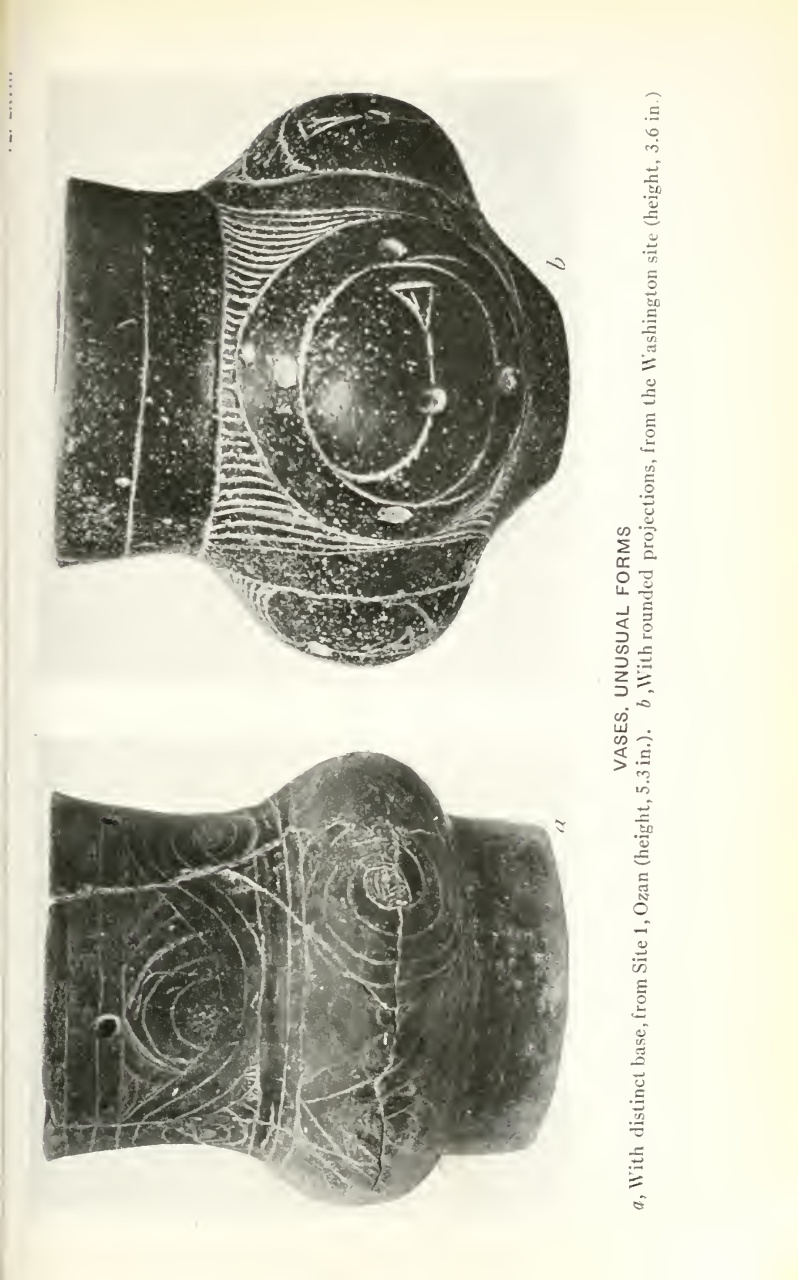 a
b
VASES. UNUSUAL FORMS
a, With distinct base, from Site 1, Ozan (height, 5.3 in.). b, With rounded projections, from the Washington site (height, 3.6 in.)